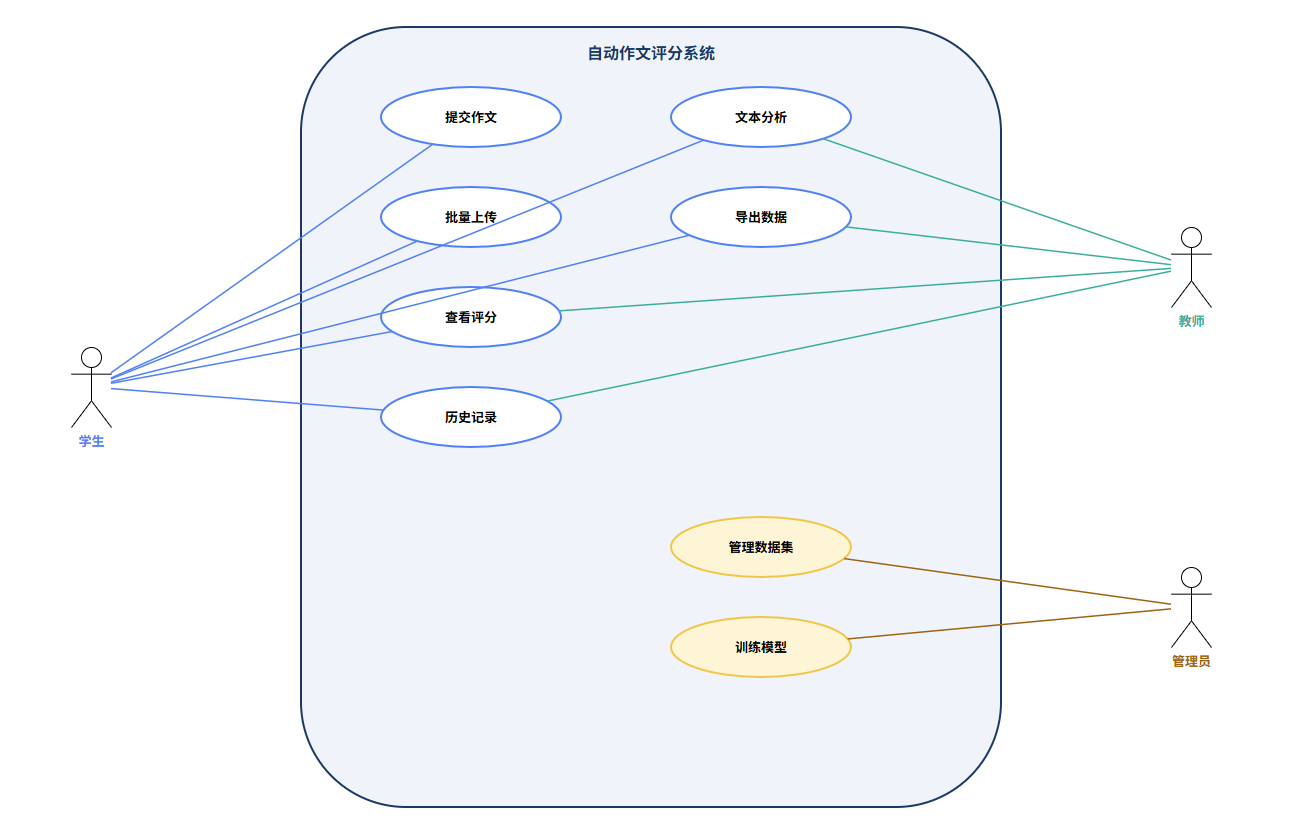 自动作文评分系统
提交作文
文本分析
批量上传
导出数据
查看评分
历史记录
学生
教师
管理数据集
训练模型
管理员